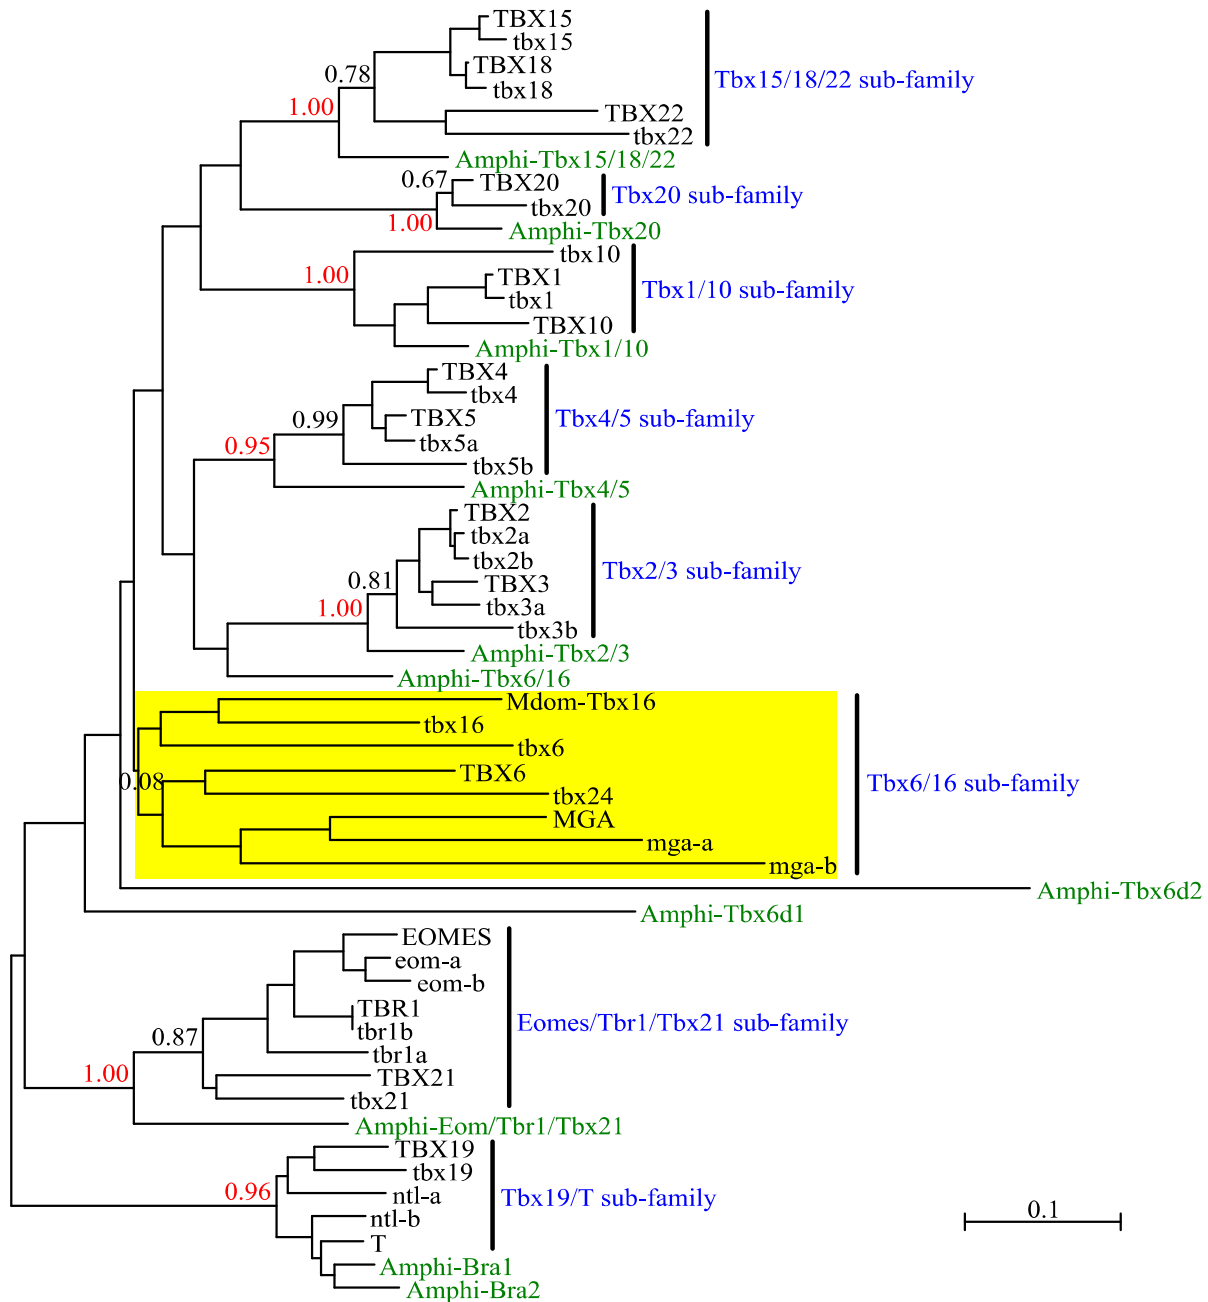 TBX15
tbx15
TBX18
0.78
Tbx15/18/22 sub-family
tbx18
1.00
TBX22
tbx22
Amphi-Tbx15/18/22
0.67
TBX20
Tbx20 sub-family
tbx20
1.00
Amphi-Tbx20
tbx10
1.00
TBX1
Tbx1/10 sub-family
tbx1
TBX10
Amphi-Tbx1/10
TBX4
tbx4
0.99
TBX5
Tbx4/5 sub-family
0.95
tbx5a
tbx5b
Amphi-Tbx4/5
TBX2
tbx2a
tbx2b
Tbx2/3 sub-family
0.81
TBX3
1.00
tbx3a
tbx3b
Amphi-Tbx2/3
Amphi-Tbx6/16
Mdom-Tbx16
tbx16
tbx6
TBX6
0.08
Tbx6/16 sub-family
tbx24
MGA
mga-a
mga-b
Amphi-Tbx6d2
Amphi-Tbx6d1
EOMES
eom-a
eom-b
TBR1
Eomes/Tbr1/Tbx21 sub-family
tbr1b
0.87
tbr1a
1.00
TBX21
tbx21
Amphi-Eom/Tbr1/Tbx21
TBX19
tbx19
0.96
ntl-a
Tbx19/T sub-family
ntl-b
0.1
T
Amphi-Bra1
Amphi-Bra2